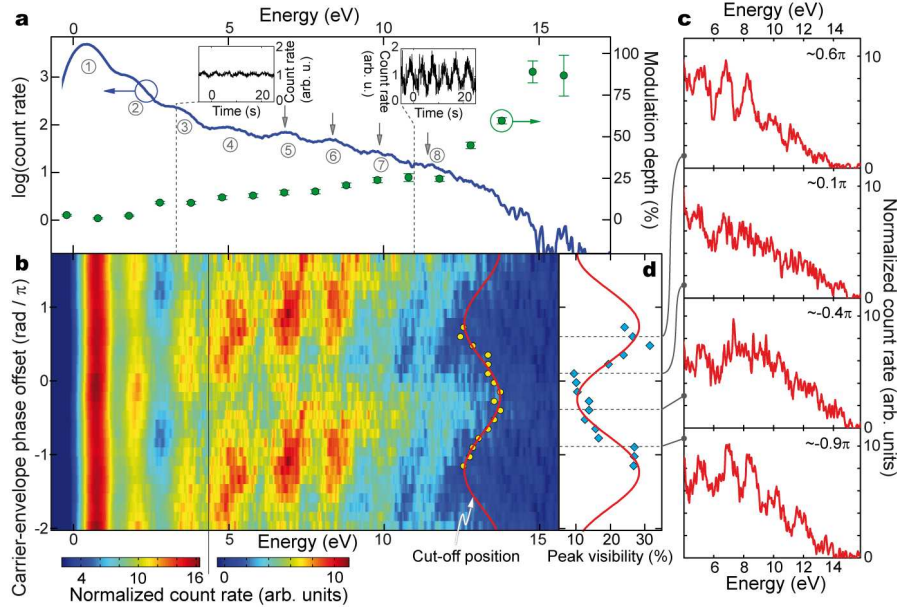 a
Energy (eV)
0 5 10 15
log(count rate)
3
2
1
0
Modulation depth (%)
100
75
50
25
0
① ② ③ ④ ⑤ ⑥ ⑦ ⑧
2
1
0
Count rate (arb. u.)
0 20
Time (s)
Count rate (arb. u.)
2
1
0
0 20
Time (s)
b
Carrier-envelope phase offset (rad / π)
1
0
-1
-2
0 5 10 15
Energy (eV)
Cut-off position
4 10 16
0 10
Normalized count rate (arb. units)
d
10 20 30
Peak visibility (%)
c
Energy (eV)
6 8 10 12 14
~0.6π
10
0
~0.1π
10
0
~-0.4π
10
0
~-0.9π
10
0
Normalized count rate (arb. units)
6 8 10 12 14
Energy (eV)